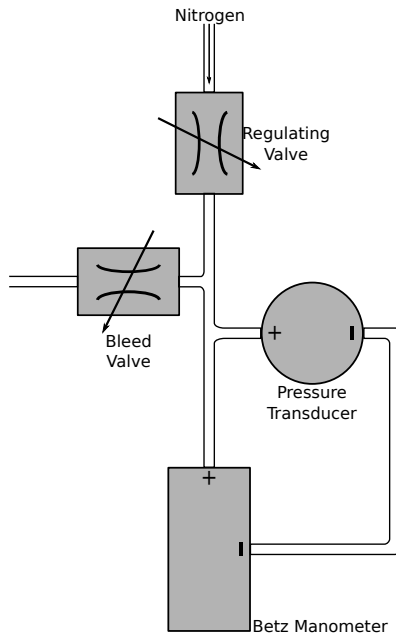 Nitrogen
Regulating
Valve
Bleed
Valve
+
Pressure
Transducer
+
Betz Manometer